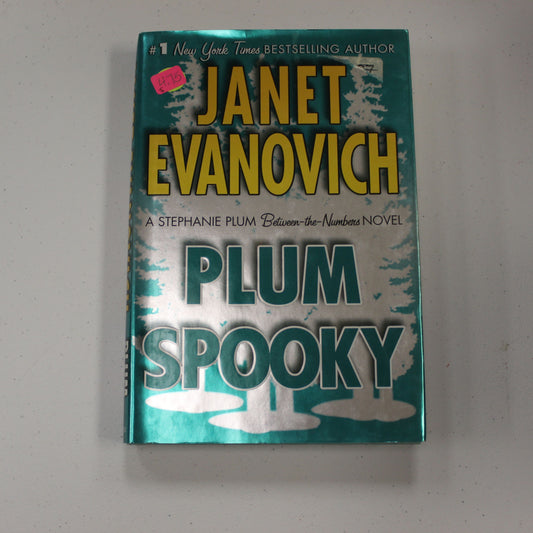 #1 New York Times BESTSELLING AUTHOR
JANET
EVANOVICH
A STEPHANIE PLUM Between-the-Numbers NOVEL
PLUM
SPOOKY